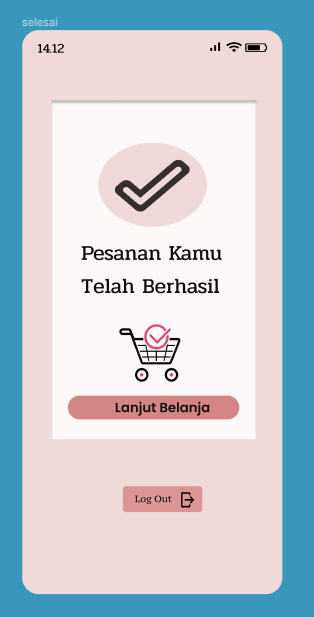 selesai
14.12
Pesanan Kamu
Telah Berhasil
Lanjut Belanja
Log Out